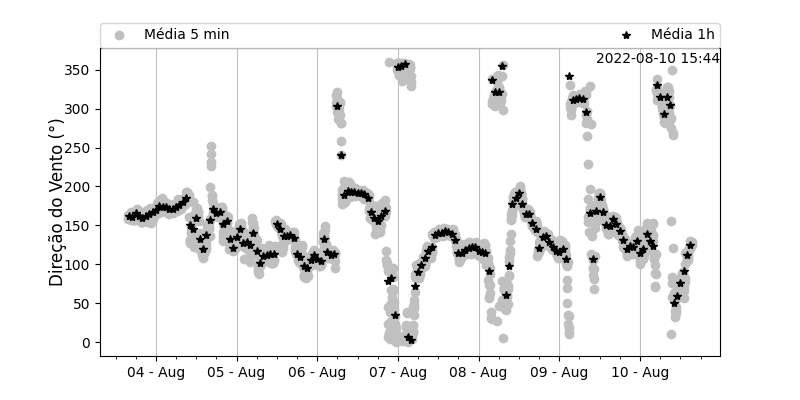 Média 5 min
Média 1h
2022-08-10 15:44
Direção do Vento (°)
350
300
250
200
150
100
50
0
04 - Aug
05 - Aug
06 - Aug
07 - Aug
08 - Aug
09 - Aug
10 - Aug